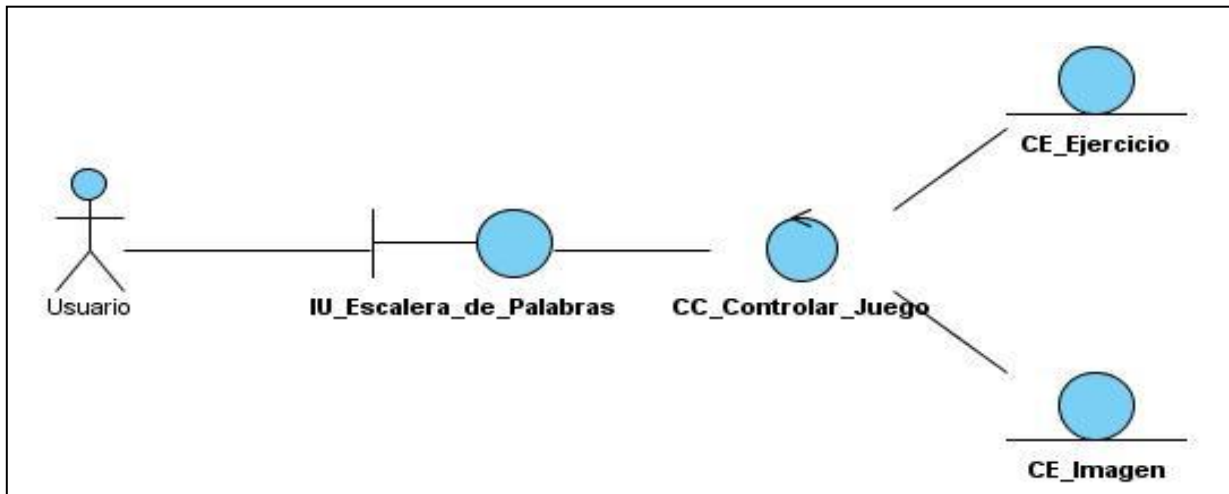 CE_Ejercicio
Usuario
IU_Escalera_de_Palabras
CC_Controlar_Juego
CE_Imagen